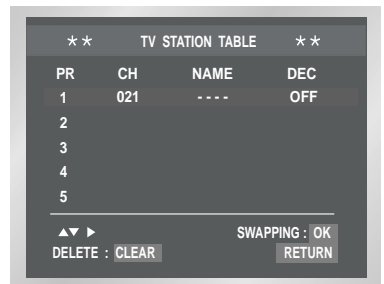 ** TV STATION TABLE **
PR CH NAME DEC
1 021 ---- OFF
2
3
4
5
▲▼ ▶ SWAPPING : OK
DELETE : CLEAR RETURN